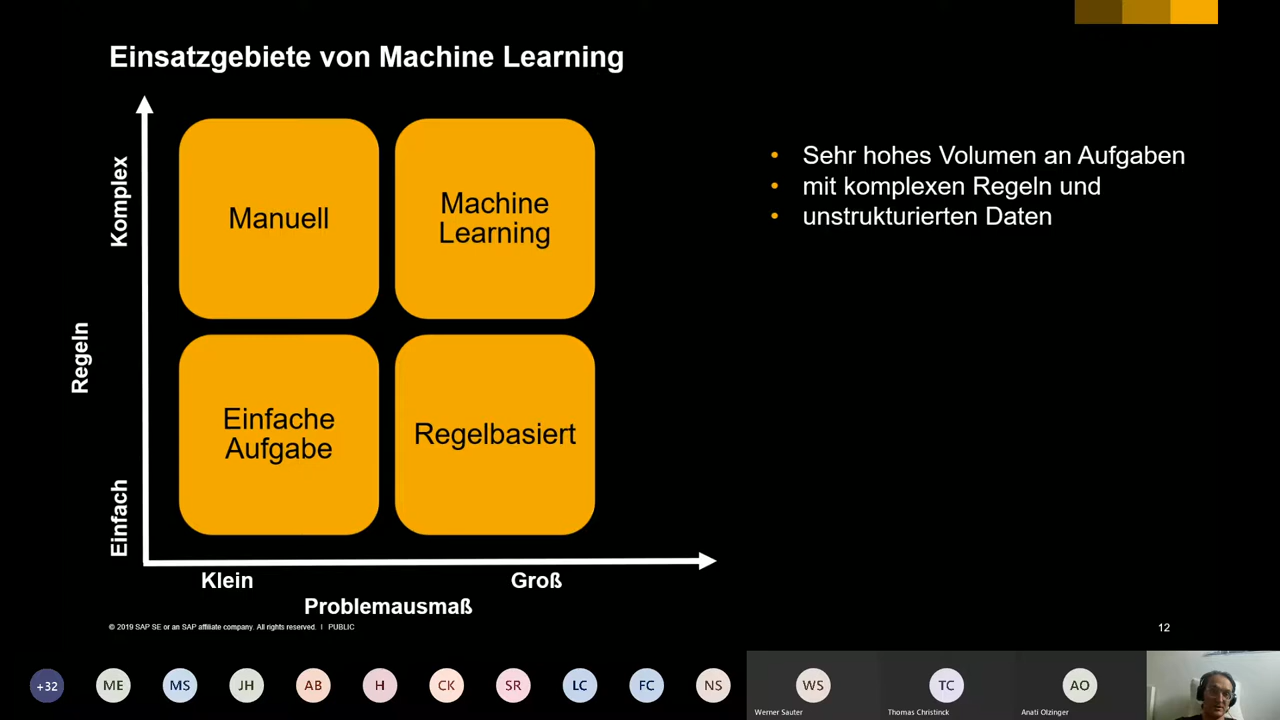 Einsatzgebiete von Machine Learning
Komplex
Regeln
Einfach
Manuell
Machine
Learning
Einfache
Aufgabe
Regelbasiert
Klein
Groß
Problemausmaß
Sehr hohes Volumen an Aufgaben
mit komplexen Regeln und
unstrukturierten Daten
© 2019 SAP SE or an SAP affiliate company. All rights reserved. I PUBLIC
12
+32
ME
MS
JH
AB
H
CK
SR
LC
FC
NS
WS
Werner Sauter
TC
Thomas Christinck
AO
Anati Olzinger